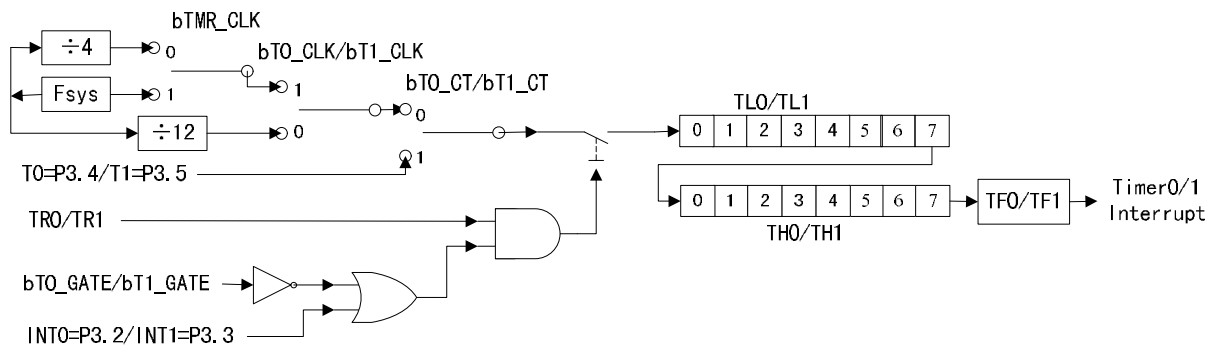 bTMR_CLK
÷4
0
bT0_CLK/bT1_CLK
Fsys
1
1
bT0_CT/bT1_CT
0
÷12
0
1
T0=P3.4/T1=P3.5
TL0/TL1
0 1 2 3 4 5 6 7
TR0/TR1
0 1 2 3 4 5 6 7
TH0/TH1
TF0/TF1
Timer0/1
Interrupt
bT0_GATE/bT1_GATE
INT0=P3.2/INT1=P3.3